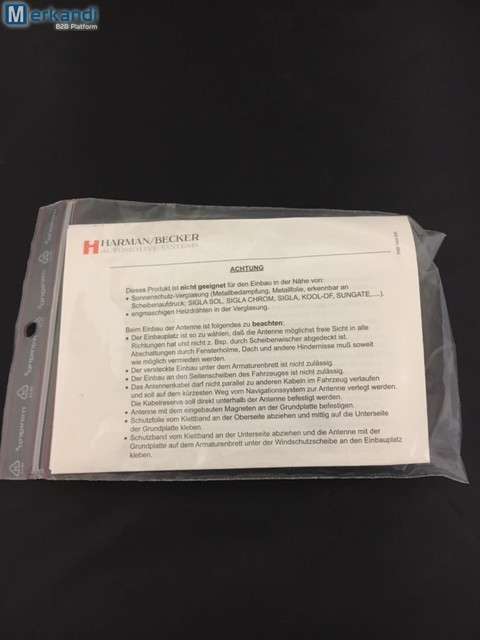 Merkandi
B2B Platform
HARMAN/BECKER
AUTOMOTIVE SYSTEMS
ACHTUNG
Dieses Produkt ist nicht geeignet für den Einbau in der Nähe von:
• Sonnenschutz-Verglasung (Metallbedampfung, Metallfolie, erkennbar an
Scheibenaufdruck; SIGLA SOL, SIGLA CHROM, SIGLA, KOOL-OF, SUNGATE,....).
• engmaschigen Heizdrähten in der Verglasung.
Beim Einbau der Antenne ist folgendes zu beachten:
• Der Einbauplatz ist so zu wählen, daß die Antenne möglichst freie Sicht in alle
Richtungen hat und nicht z. Bsp. durch Scheibenwischer abgedeckt ist.
Abschattungen durch Fensterholme, Dach und andere Hindernisse muß soweit
wie möglich vermieden werden.
• Der versteckte Einbau unter dem Armaturenbrett ist nicht zulässig.
• Der Einbau an den Seitenscheiben des Fahrzeuges ist nicht zulässig.
• Das Antennenkabel darf nicht parallel zu anderen Kabeln im Fahrzeug verlaufen
und soll auf dem kürzesten Weg vom Navigationssystem zur Antenne verlegt werden.
Die Kabelreserve soll direkt unterhalb der Antenne befestigt werden.
• Antenne mit dem eingebauten Magneten an der Grundplatte befestigen.
• Schutzfolie vom Klettband an der Oberseite abziehen und mittig auf die Unterseite
der Grundplatte kleben.
• Schutzband vom Klettband an der Unterseite abziehen und die Antenne mit der
Grundplatte auf dem Armaturenbrett unter der Windschutzscheibe an den Einbauplatz
kleben.